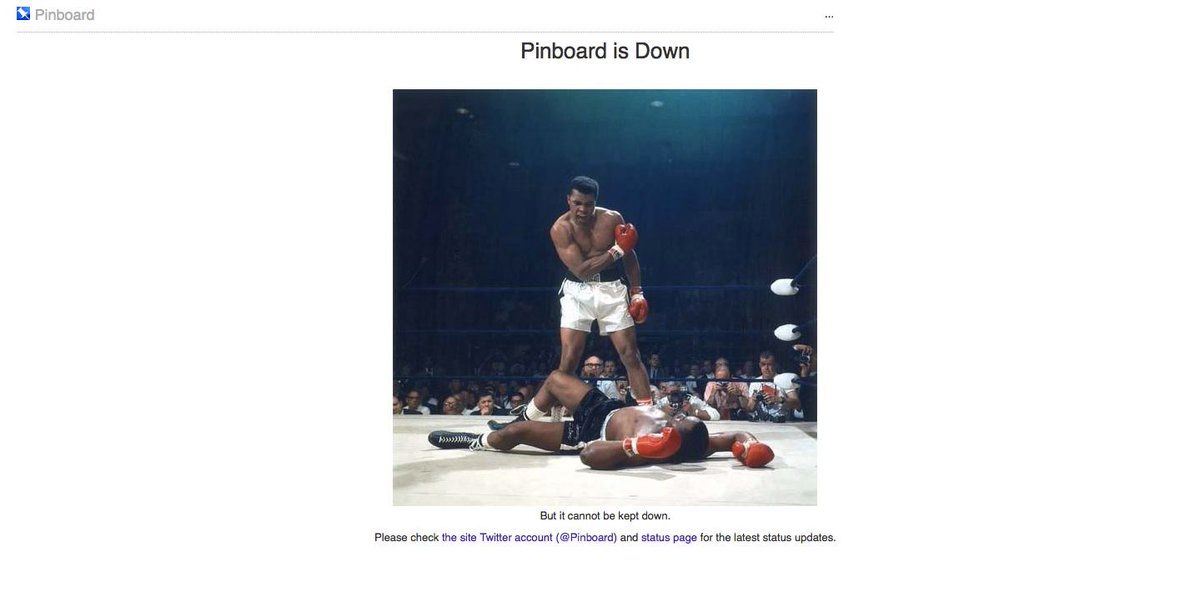 Pinboard
...
Pinboard is Down
But it cannot be kept down.
Please check the site Twitter account (@Pinboard) and status page for the latest status updates.